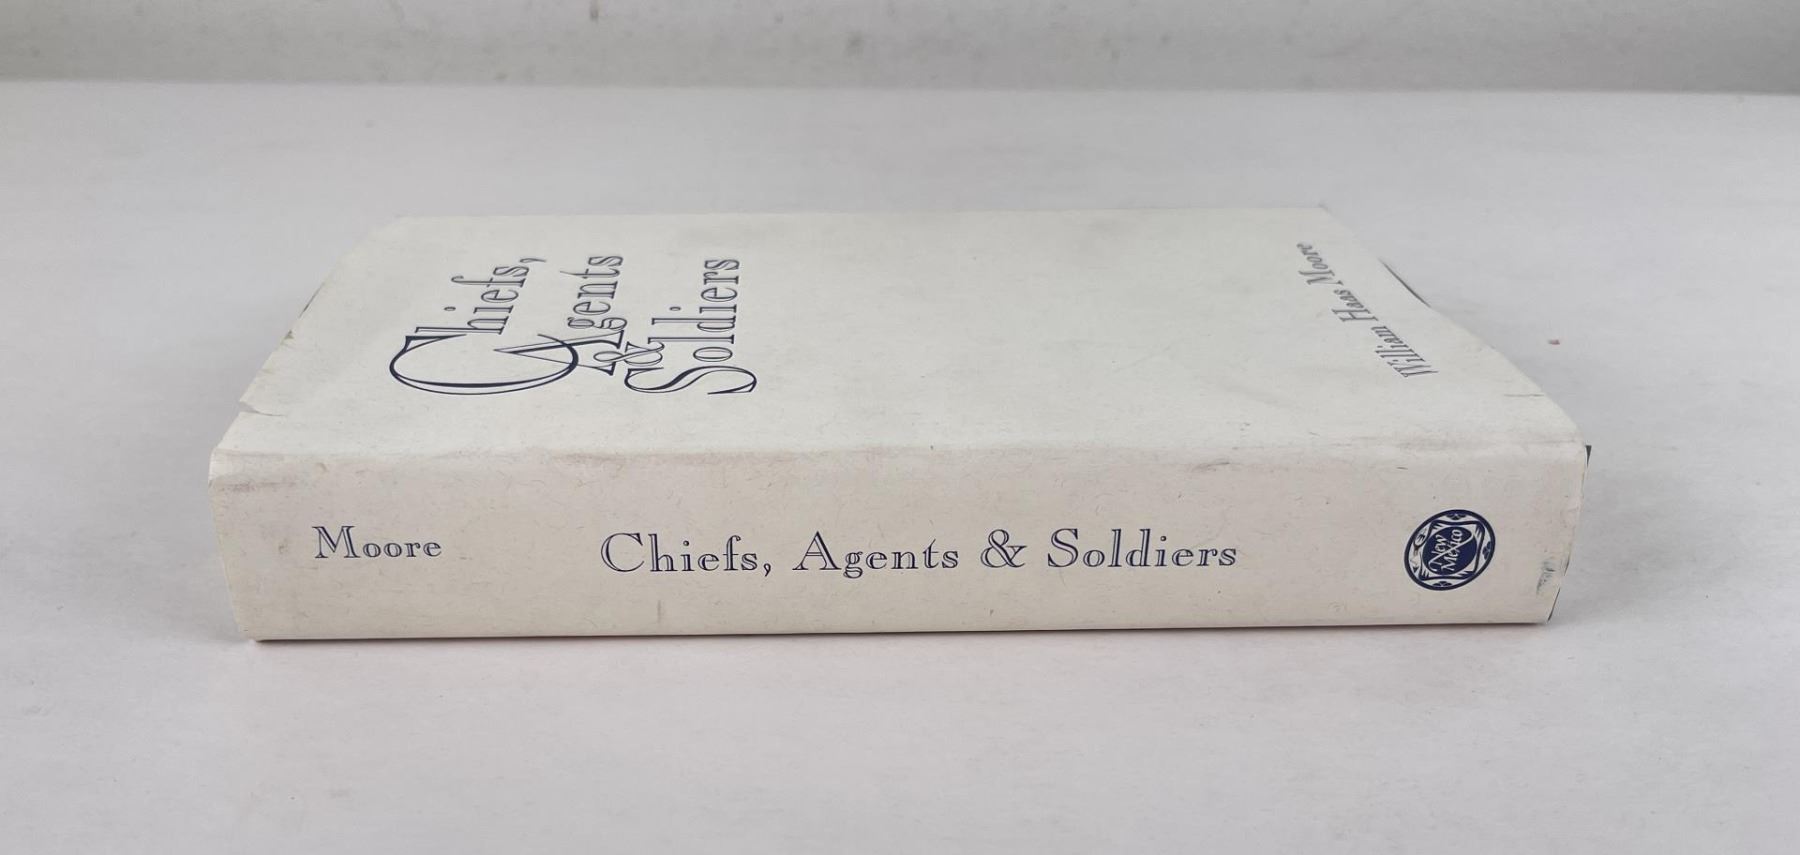 Chiefs,
Agents
&
Soldiers
William Haas Moore
Moore
Chiefs, Agents & Soldiers
New
Mexico